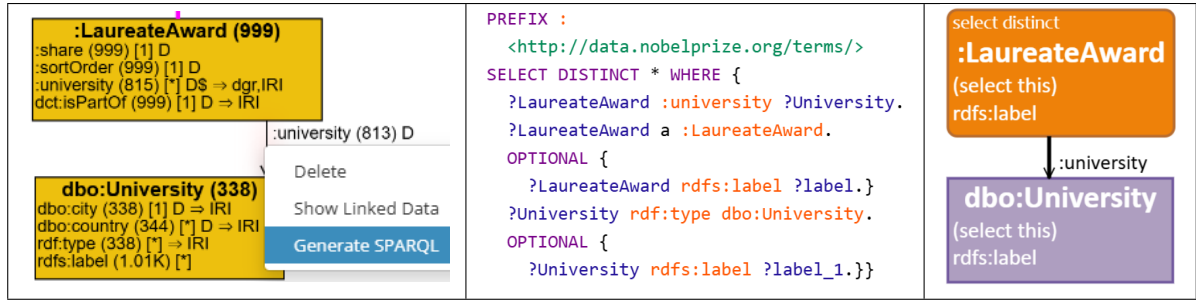 :LaureateAward (999)
:share (999) [1] D
:sortOrder (999) [1] D
:university (815) [*] D$ ⇒ dgr,IRI
dct:isPartOf (999) [1] D ⇒ IRI
:university (813) D
Delete
Show Linked Data
Generate SPARQL
dbo:University (338)
dbo:city (338) [1] D ⇒ IRI
dbo:country (344) [*] D ⇒ IRI
rdf:type (338) [*] ⇒ IRI
rdfs:label (1.01K) [*]
PREFIX :
<http://data.nobelprize.org/terms/>
SELECT DISTINCT * WHERE {
?LaureateAward :university ?University.
?LaureateAward a :LaureateAward.
OPTIONAL {
?LaureateAward rdfs:label ?label.}
?University rdf:type dbo:University.
OPTIONAL {
?University rdfs:label ?label_1.}}
select distinct
:LaureateAward
(select this)
rdfs:label
:university
dbo:University
(select this)
rdfs:label